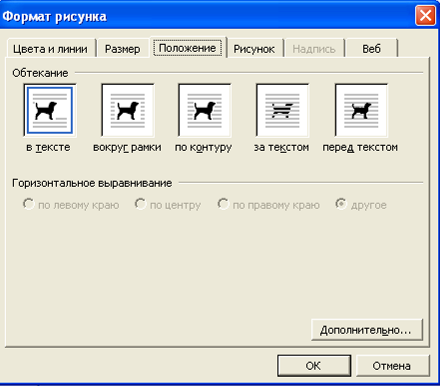 Формат рисунка
Цвета и линии Размер Положение Рисунок Надпись Веб
Обтекание
в тексте вокруг рамки по контуру за текстом перед текстом
Горизонтальное выравнивание
по левому краю по центру по правому краю другое
Дополнительно...
ОК Отмена